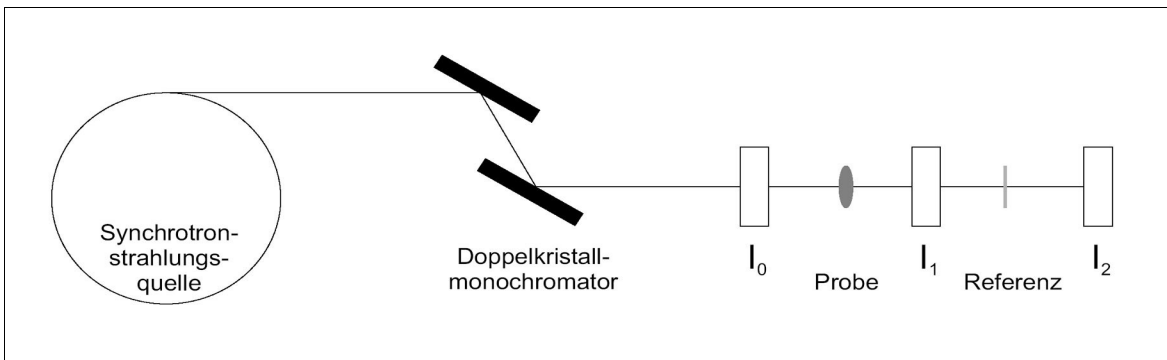 Synchrotron-
strahlungs-
quelle
Doppelkristall-
monochromator
I0
Probe
I1
Referenz
I2